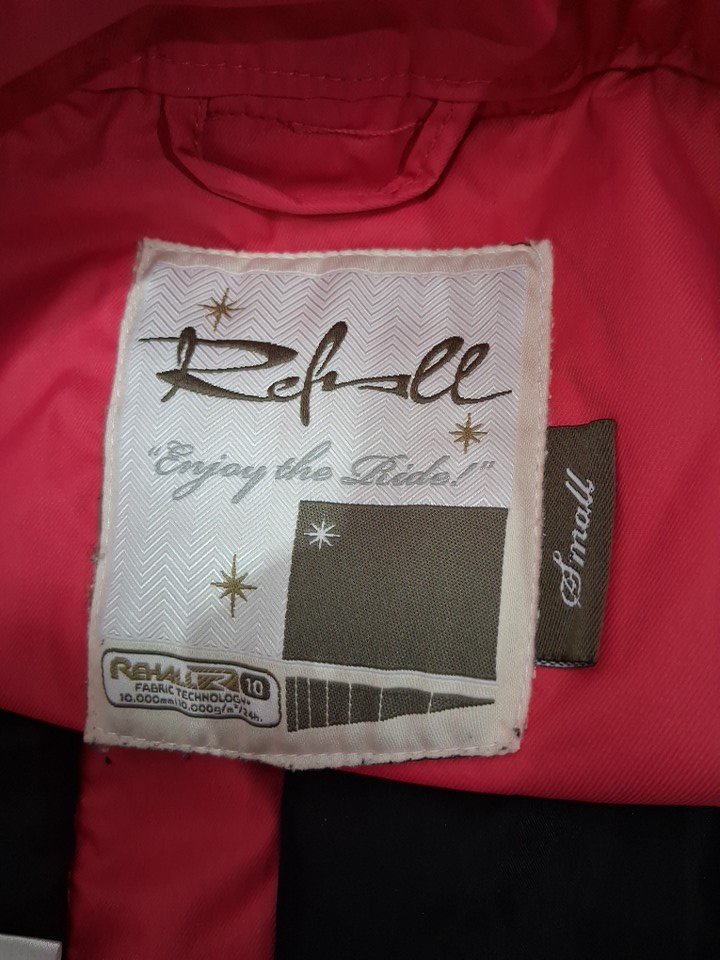 Rehall
"Enjoy the Ride!"
Small
REHALL R 10
FABRIC TECHNOLOGY
10.000mm/10.000g/m²/24h.